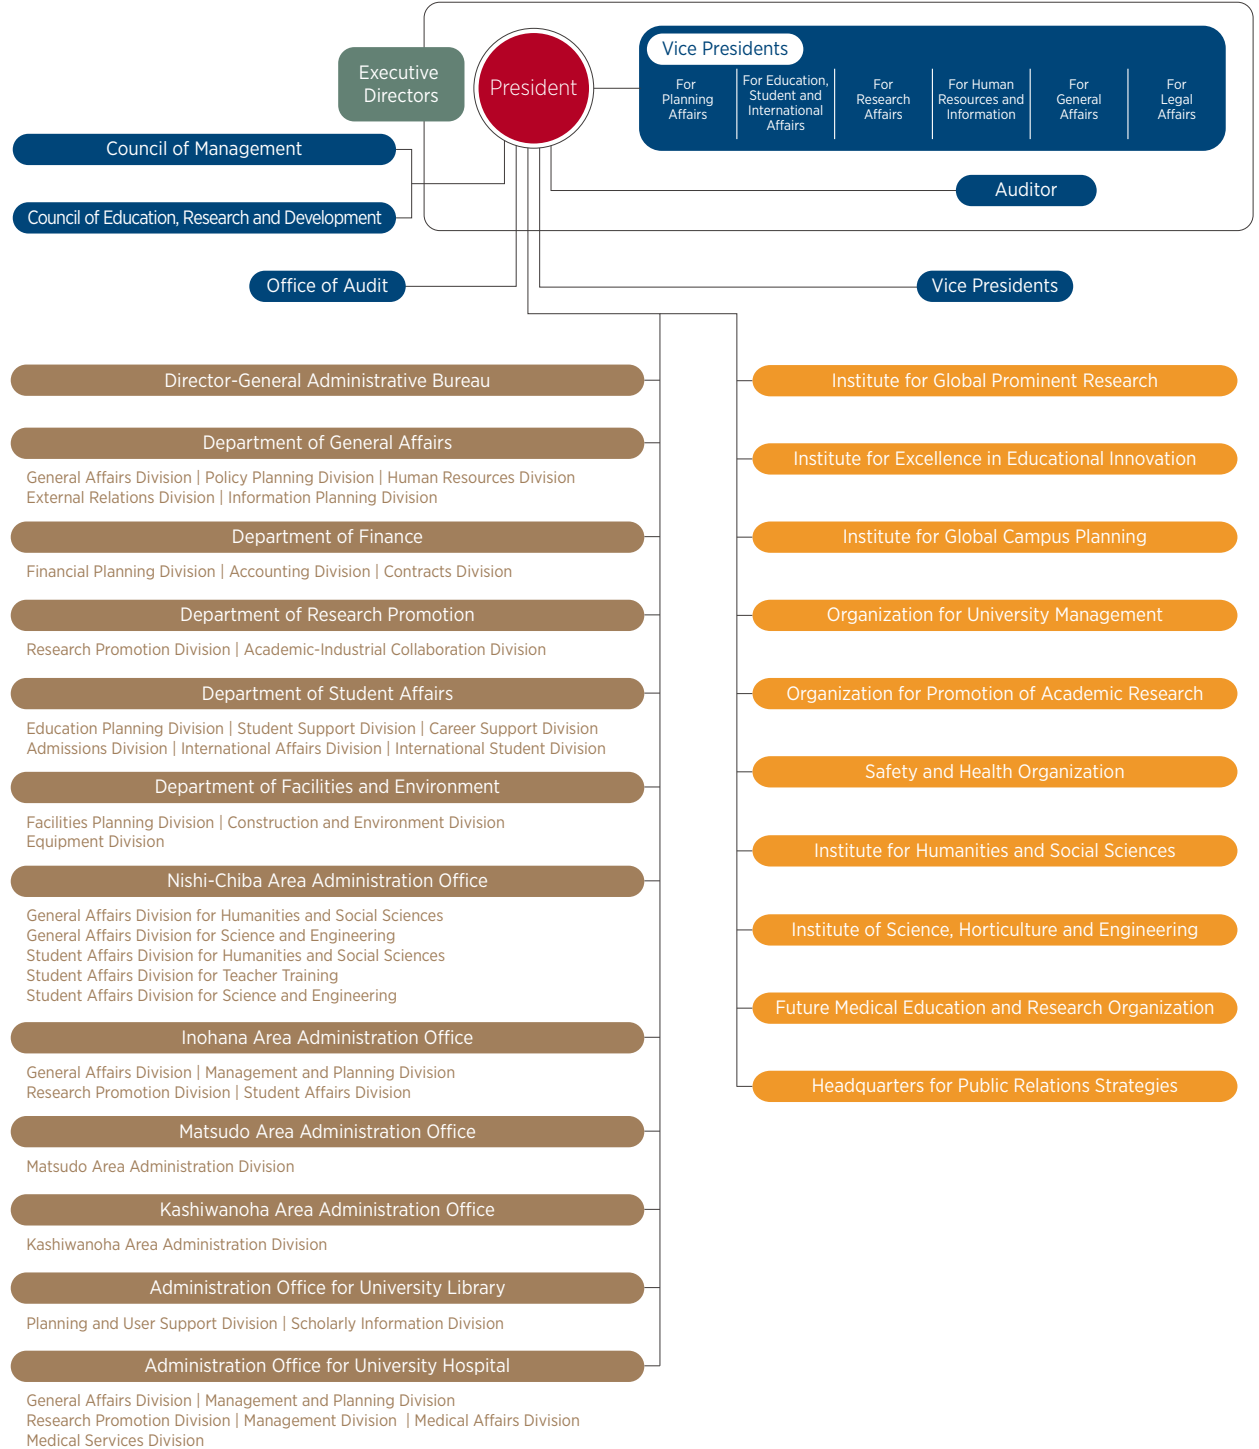 Executive
Directors
President
Vice Presidents
For
Planning
Affairs
For Education,
Student and
International
Affairs
For
Research
Affairs
For Human
Resources and
Information
For
General
Affairs
For
Legal
Affairs
Council of Management
Council of Education, Research and Development
Auditor
Office of Audit
Vice Presidents
Director-General Administrative Bureau
Department of General Affairs
General Affairs Division | Policy Planning Division | Human Resources Division
External Relations Division | Information Planning Division
Department of Finance
Financial Planning Division | Accounting Division | Contracts Division
Department of Research Promotion
Research Promotion Division | Academic-Industrial Collaboration Division
Department of Student Affairs
Education Planning Division | Student Support Division | Career Support Division
Admissions Division | International Affairs Division | International Student Division
Department of Facilities and Environment
Facilities Planning Division | Construction and Environment Division
Equipment Division
Nishi-Chiba Area Administration Office
General Affairs Division for Humanities and Social Sciences
General Affairs Division for Science and Engineering
Student Affairs Division for Humanities and Social Sciences
Student Affairs Division for Teacher Training
Student Affairs Division for Science and Engineering
Inohana Area Administration Office
General Affairs Division | Management and Planning Division
Research Promotion Division | Student Affairs Division
Matsudo Area Administration Office
Matsudo Area Administration Division
Kashiwanoha Area Administration Office
Kashiwanoha Area Administration Division
Administration Office for University Library
Planning and User Support Division | Scholarly Information Division
Administration Office for University Hospital
General Affairs Division | Management and Planning Division
Research Promotion Division | Management Division | Medical Affairs Division
Medical Services Division
Institute for Global Prominent Research
Institute for Excellence in Educational Innovation
Institute for Global Campus Planning
Organization for University Management
Organization for Promotion of Academic Research
Safety and Health Organization
Institute for Humanities and Social Sciences
Institute of Science, Horticulture and Engineering
Future Medical Education and Research Organization
Headquarters for Public Relations Strategies